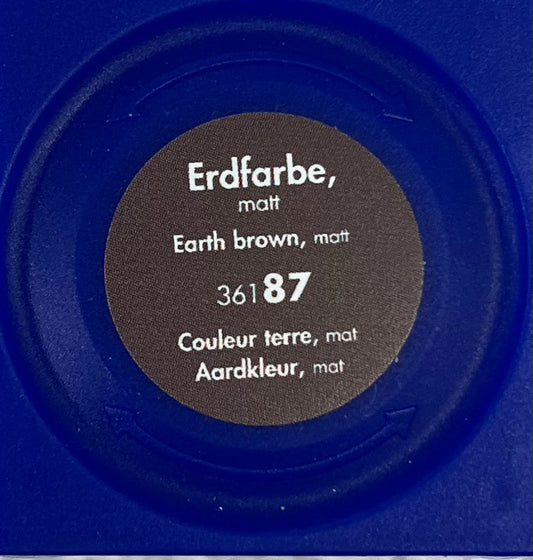 Erdfarbe,
matt
Earth brown, matt
36187
Couleur terre, mat
Aardkleur, mat